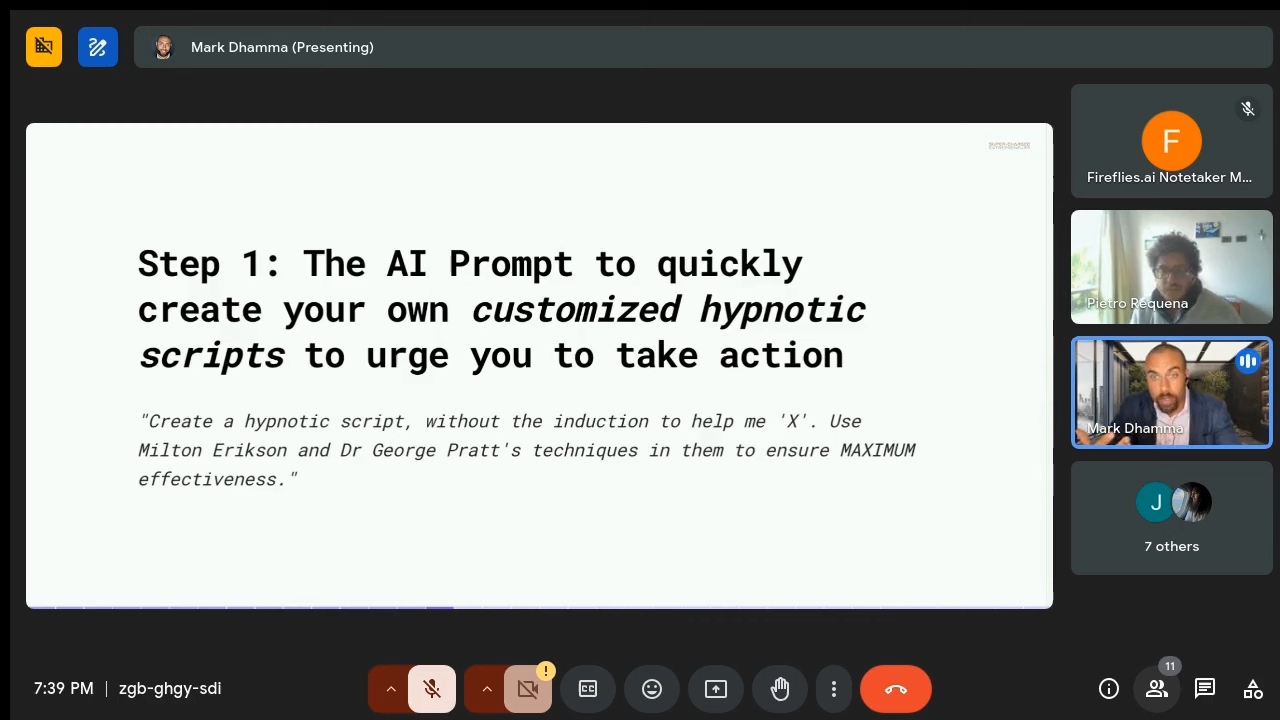 Mark Dhamma (Presenting)
Step 1: The AI Prompt to quickly
create your own customized hypnotic
scripts to urge you to take action
"Create a hypnotic script, without the induction to help me 'X'. Use
Milton Erikson and Dr George Pratt's techniques in them to ensure MAXIMUM
effectiveness."
F
Fireflies.ai Notetaker M...
Pietro Requena
Mark Dhamma
J
7 others
7:39 PM | zgb-ghgy-sdi
!
CC
11